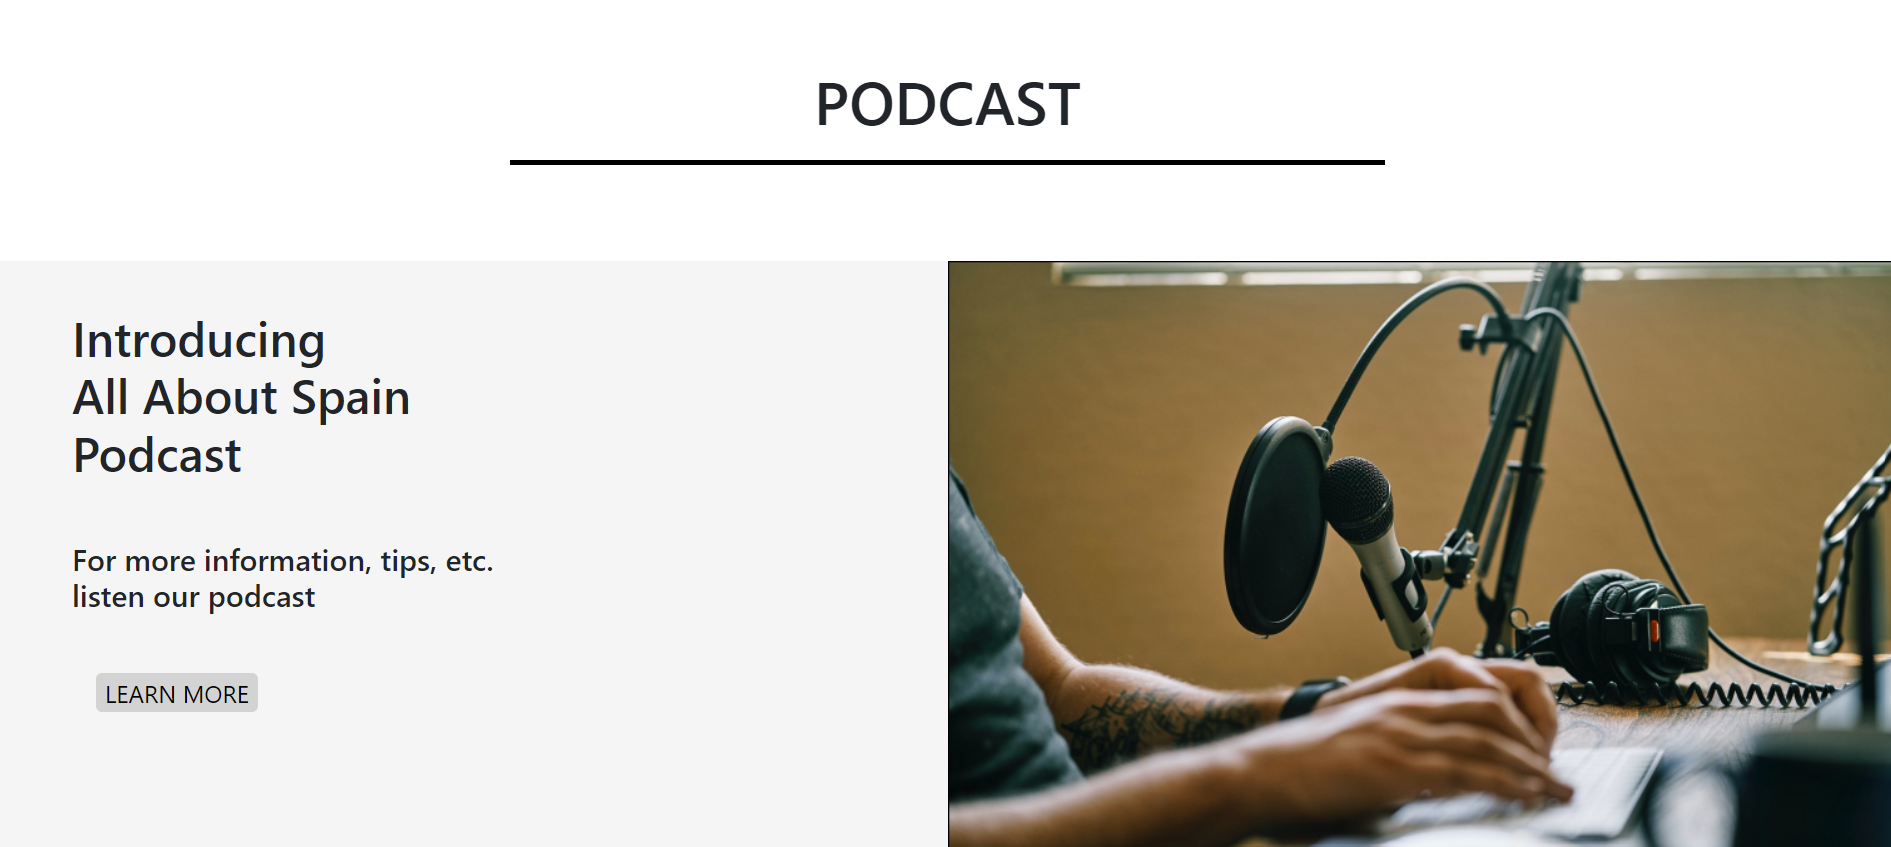 PODCAST
Introducing
All About Spain
Podcast
For more information, tips, etc.
listen our podcast
LEARN MORE